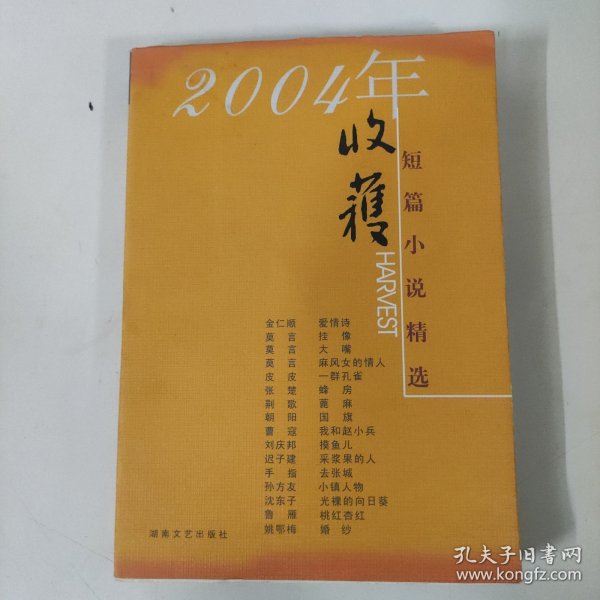 2004年
收獲
HARVEST
短篇小说精选
金仁顺 爱情诗
莫言 挂像
莫言 大嘴
莫言 麻风女的情人
皮皮 一群孔雀
张楚 蜂房
荆歌 蓖麻
朝阳 国旗
曹寇 我和赵小兵
刘庆邦 摸鱼儿
迟子建 采浆果的人
手指 去张城
孙方友 小镇人物
沈东子 光裸的向日葵
鲁雁 桃红杏红
姚鄂梅 婚纱
湖南文艺出版社
孔夫子旧书网
www.kongfz.com